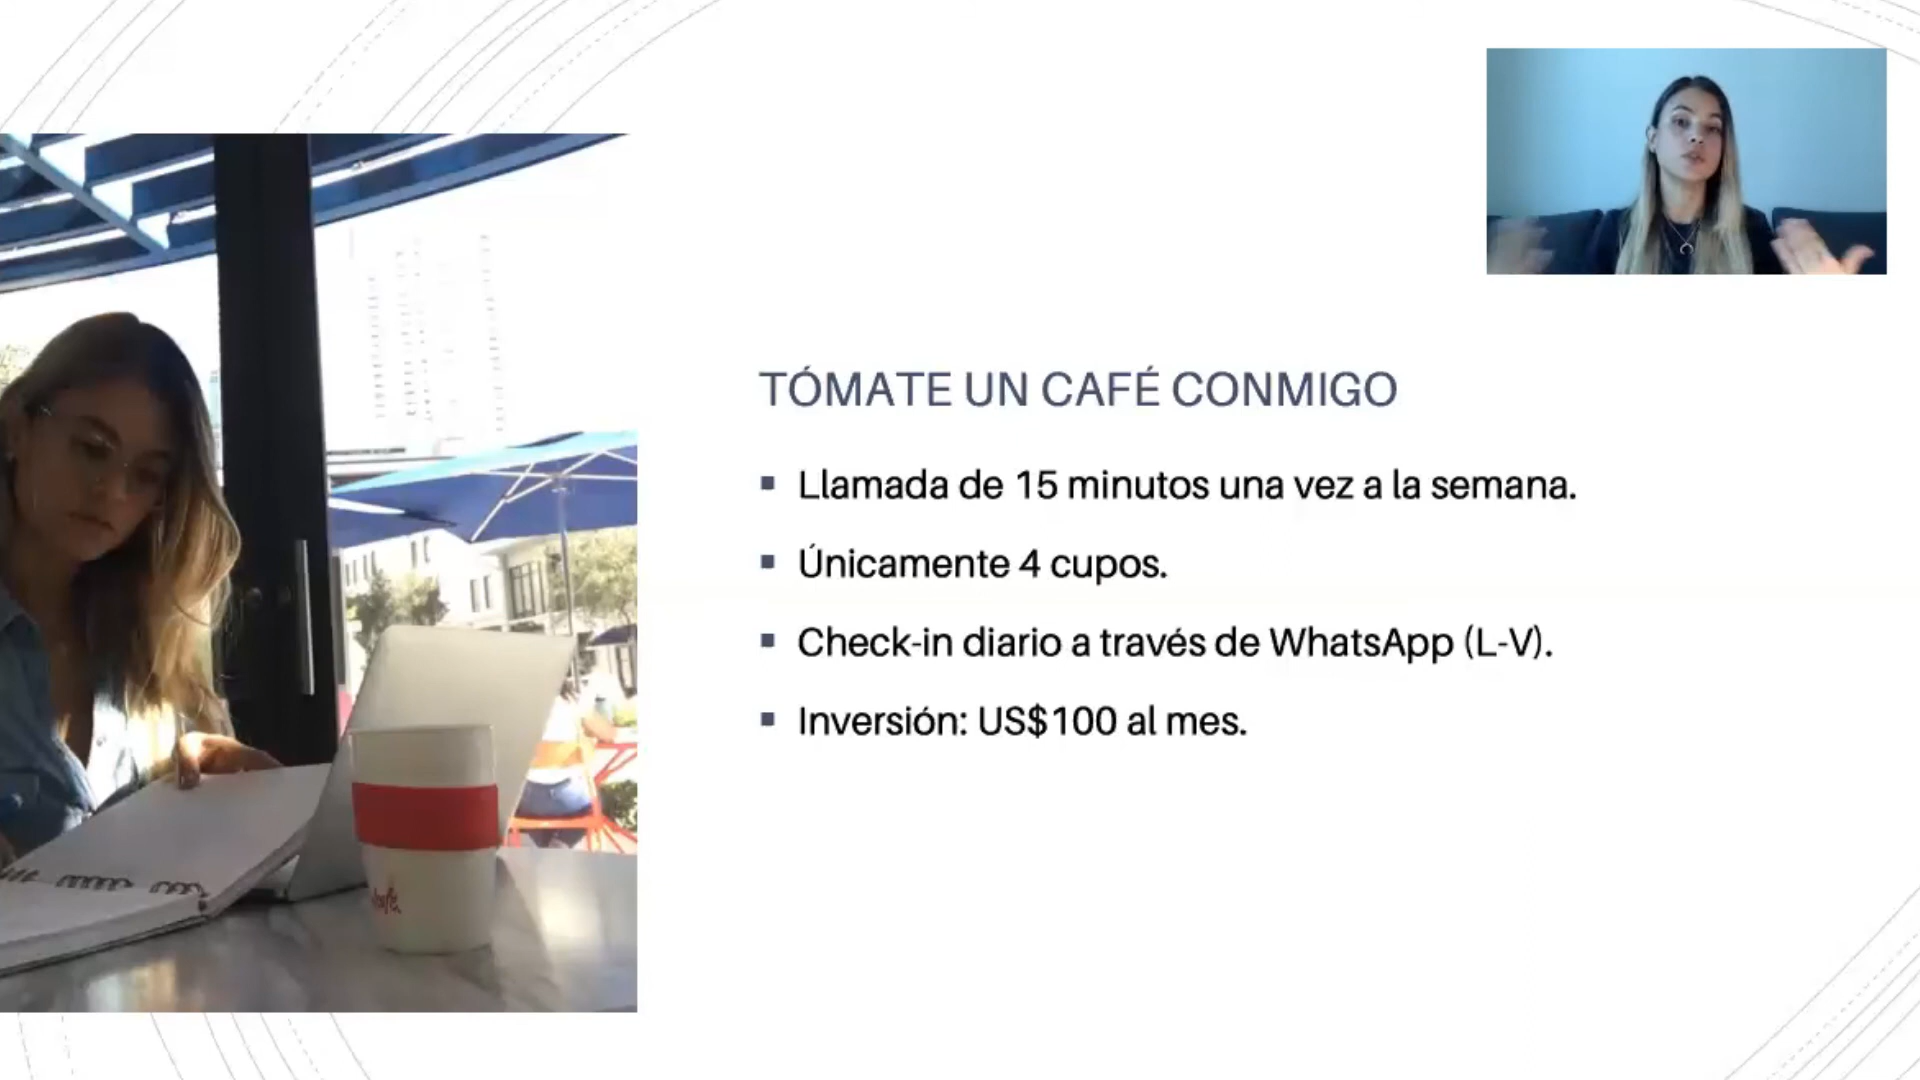 TÓMATE UN CAFÉ CONMIGO
Llamada de 15 minutos una vez a la semana.
Únicamente 4 cupos.
Check-in diario a través de WhatsApp (L-V).
Inversión: US$100 al mes.